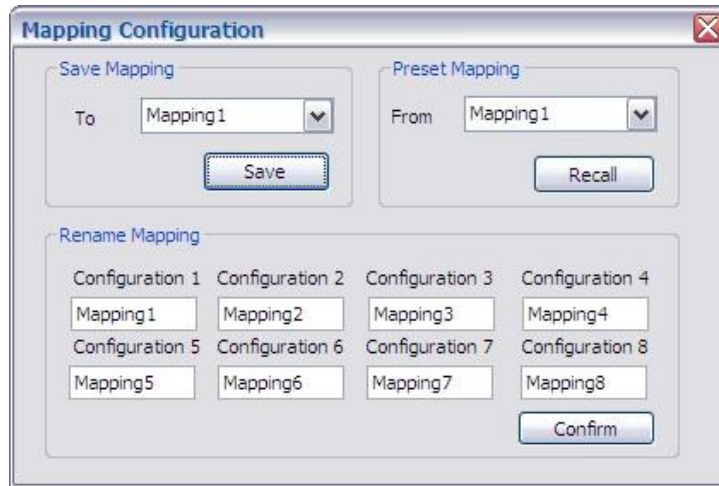 Mapping Configuration
Save Mapping
To Mapping1
Save
Preset Mapping
From Mapping1
Recall
Rename Mapping
Configuration 1 Configuration 2 Configuration 3 Configuration 4
Mapping1 Mapping2 Mapping3 Mapping4
Configuration 5 Configuration 6 Configuration 7 Configuration 8
Mapping5 Mapping6 Mapping7 Mapping8
Confirm